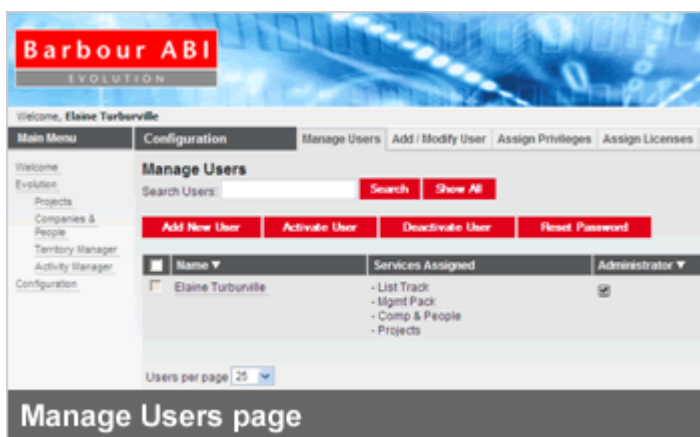 Barbour ABI
EVOLUTION
Welcome, Elaine Turburville
Main Menu
Welcome
Evolution
Projects
Companies &
People
Territory Manager
Activity Manager
Configuration
Configuration
Manage Users
Add / Modify User
Assign Privileges
Assign Licenses
Manage Users
Search Users:
Search
Show All
Add New User
Activate User
Deactivate User
Reset Password
Name ▼
Services Assigned
Administrator ▼
Elaine Turburville
- List Track
- Mgmt Pack
- Comp & People
- Projects
Users per page 25
Manage Users page